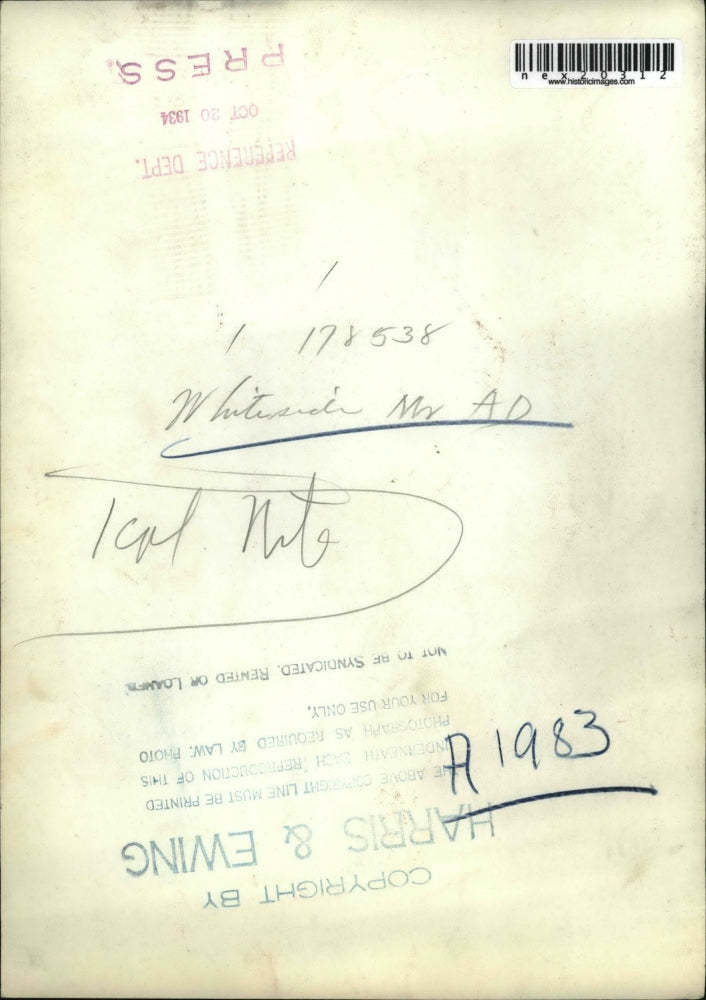 nex20312
www.historicimages.com
PRESS
OCT 20 1934
REFERENCE DEPT.
1 178538
Whiteside Mr AD
1 col Nite
A 1983
COPYRIGHT BY
HARRIS & EWING
THE ABOVE COPYRIGHT LINE MUST BE PRINTED
UNDERNEATH EACH REPRODUCTION OF THIS
PHOTOGRAPH AS REQUIRED BY LAW. PHOTO
FOR YOUR USE ONLY.
NOT TO BE SYNDICATED, RENTED OR LOANED